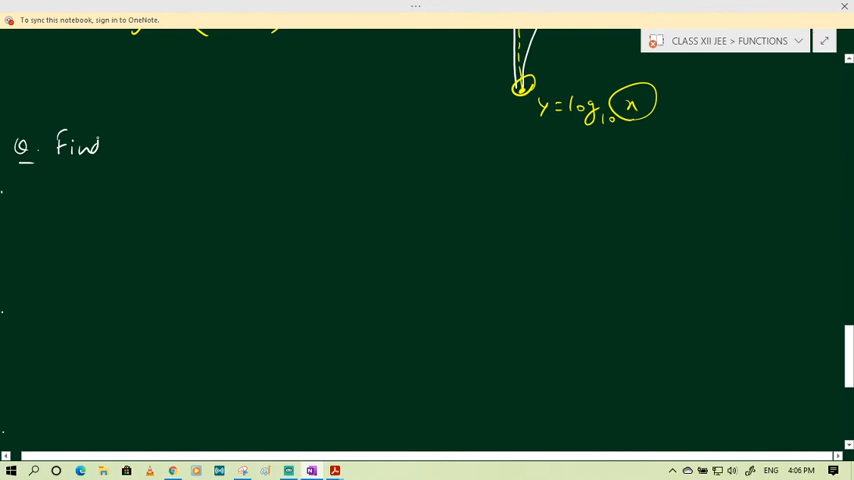 To sync this notebook, sign in to OneNote.
CLASS XII JEE > FUNCTIONS
y = log₁₀ x
Q. Find
ENG 4:06 PM